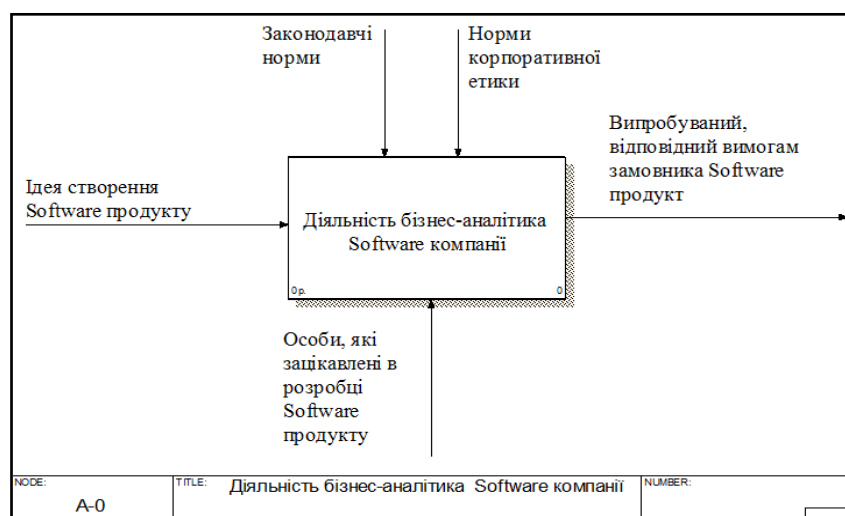 Законодавчі
норми
Норми
корпоративної
етики
Випробуваний,
відповідний вимогам
замовника Software
продукт
Ідея створення
Software продукту
Діяльність бізнес-аналітика
Software компанії
0р.
0
Особи, які
зацікавлені в
розробці
Software
продукту
NODE:
A-0
TITLE:
Діяльність бізнес-аналітика Software компанії
NUMBER: